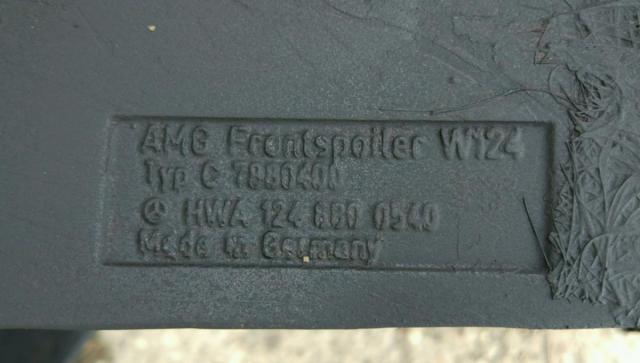 AMG Frontspoiler W124
Typ C 7880400
HWA 124 880 0540
Made in Germany